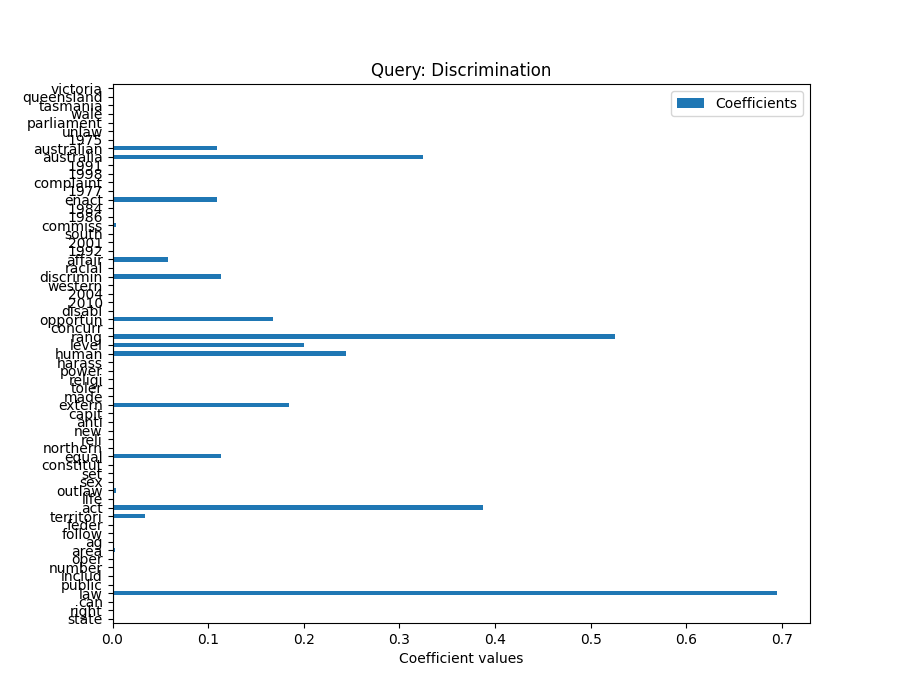 Query: Discrimination
Coefficients
victoria
queensland
tasmania
wale
parliament
unlaw
1975
australian
australia
1991
1998
complaint
1977
enact
1984
1986
commiss
south
2001
1992
affair
racial
discrimin
western
2004
2010
disabl
opportun
concurr
rang
level
human
harass
power
religi
toler
made
extern
capit
anti
new
reli
northern
equal
constitut
set
sex
outlaw
life
act
territori
feder
follow
ag
area
oper
number
includ
public
law
can
right
state
0.0 0.1 0.2 0.3 0.4 0.5 0.6 0.7
Coefficient values